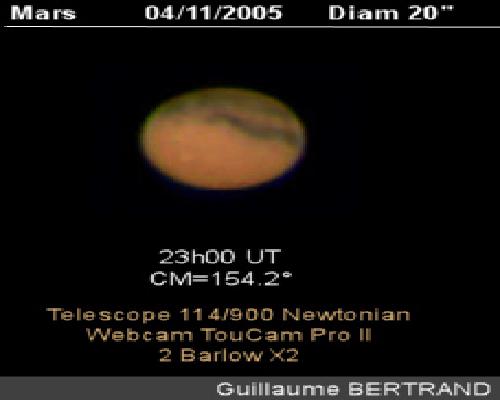 Mars 04/11/2005 Diam 20"
23h00 UT
CM=154.2°
Telescope 114/900 Newtonian
Webcam TouCam Pro II
2 Barlow X2
Guillaume BERTRAND